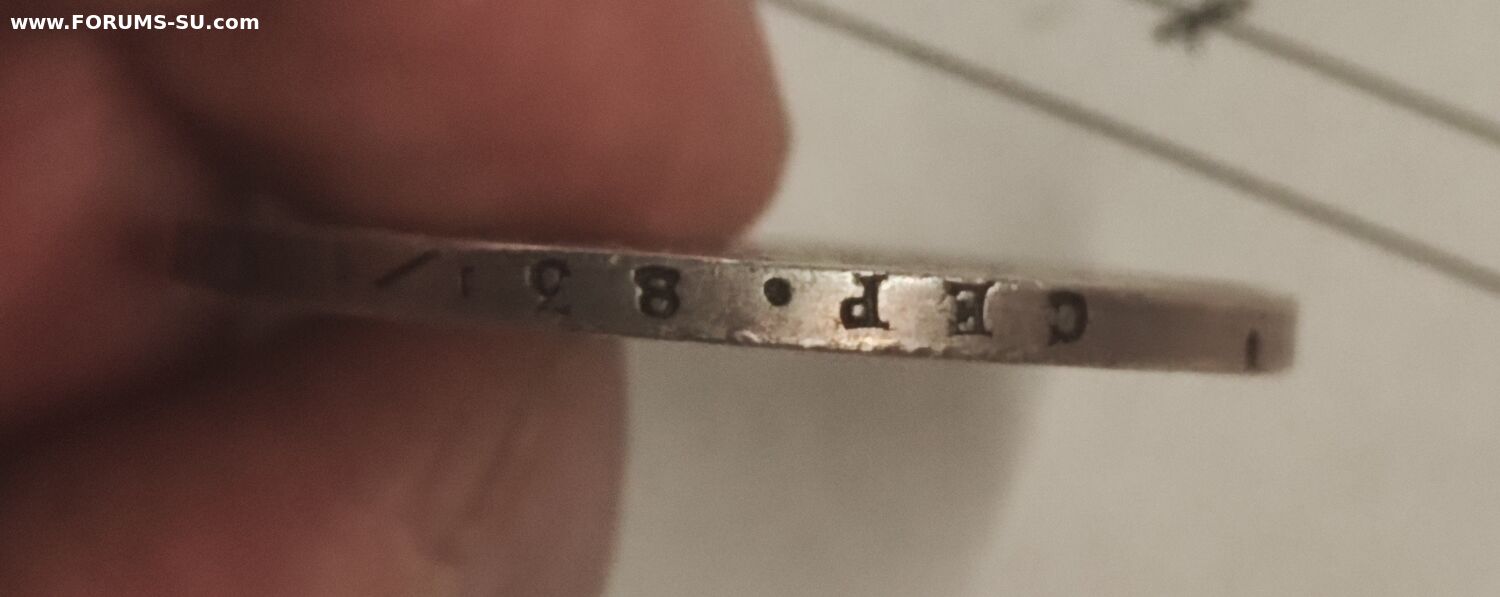 www.FORUMS-SU.com
СЕР • 83 1/